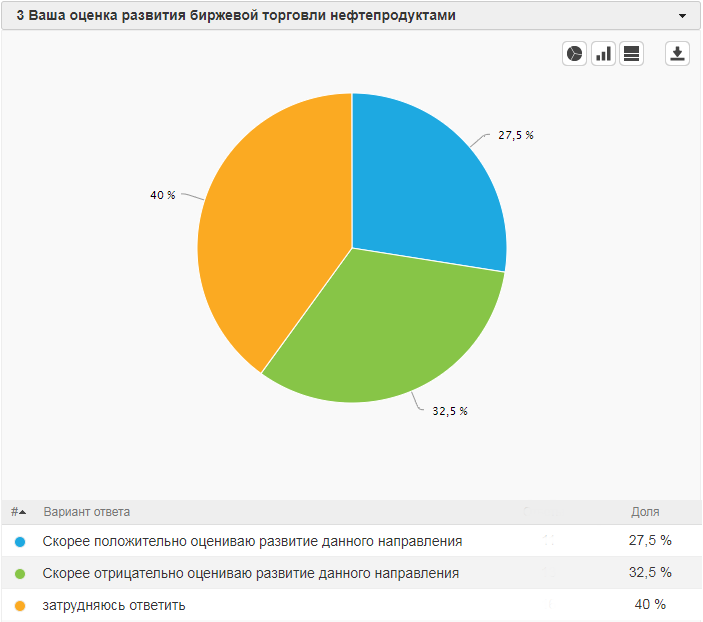 3 Ваша оценка развития биржевой торговли нефтепродуктами
27,5 %
40 %
32,5 %
# Вариант ответа Доля
Скорее положительно оцениваю развитие данного направления 27,5 %
Скорее отрицательно оцениваю развитие данного направления 32,5 %
затрудняюсь ответить 40 %